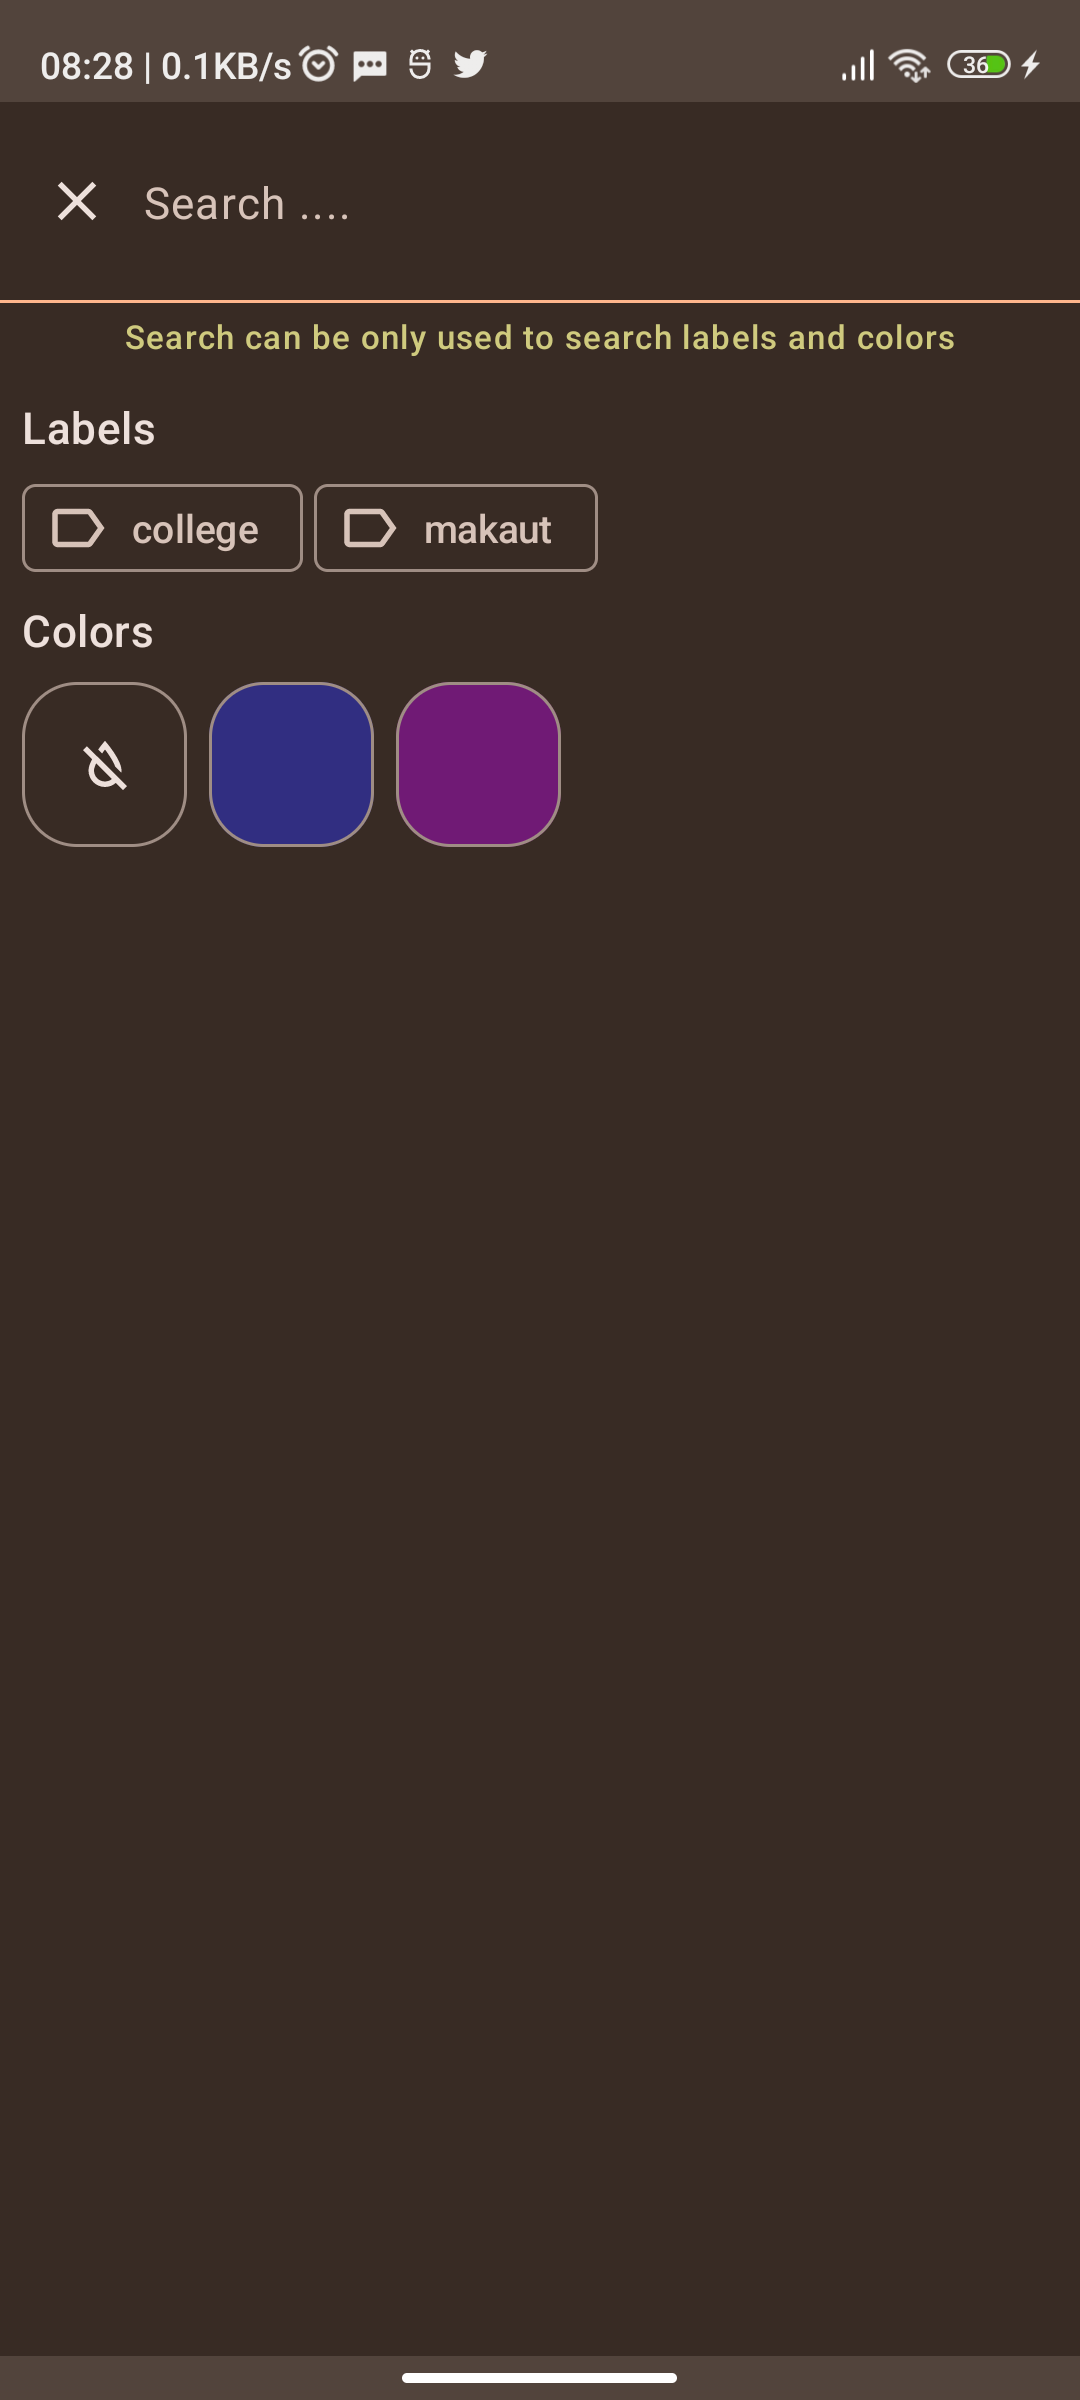 08:28 | 0.1KB/s
36
Search ....
Search can be only used to search labels and colors
Labels
college
makaut
Colors